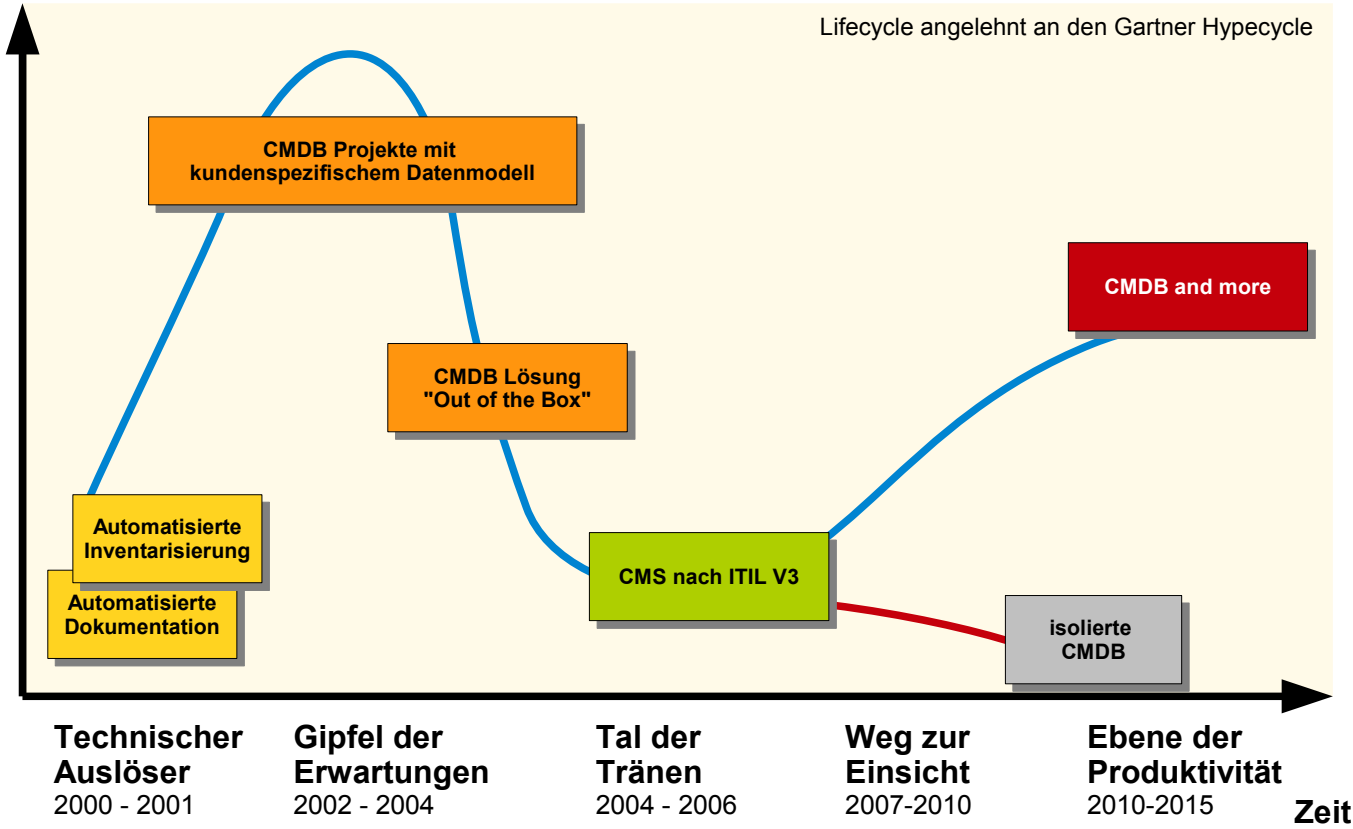 Lifecycle angelehnt an den Gartner Hypecycle
CMDB Projekte mit
kundenspezifischem Datenmodell
CMDB and more
CMDB Lösung
"Out of the Box"
Automatisierte
Inventarisierung
CMS nach ITIL V3
Automatisierte
Dokumentation
isolierte
CMDB
Technischer
Auslöser
2000 - 2001
Gipfel der
Erwartungen
2002 - 2004
Tal der
Tränen
2004 - 2006
Weg zur
Einsicht
2007-2010
Ebene der
Produktivität
2010-2015
Zeit